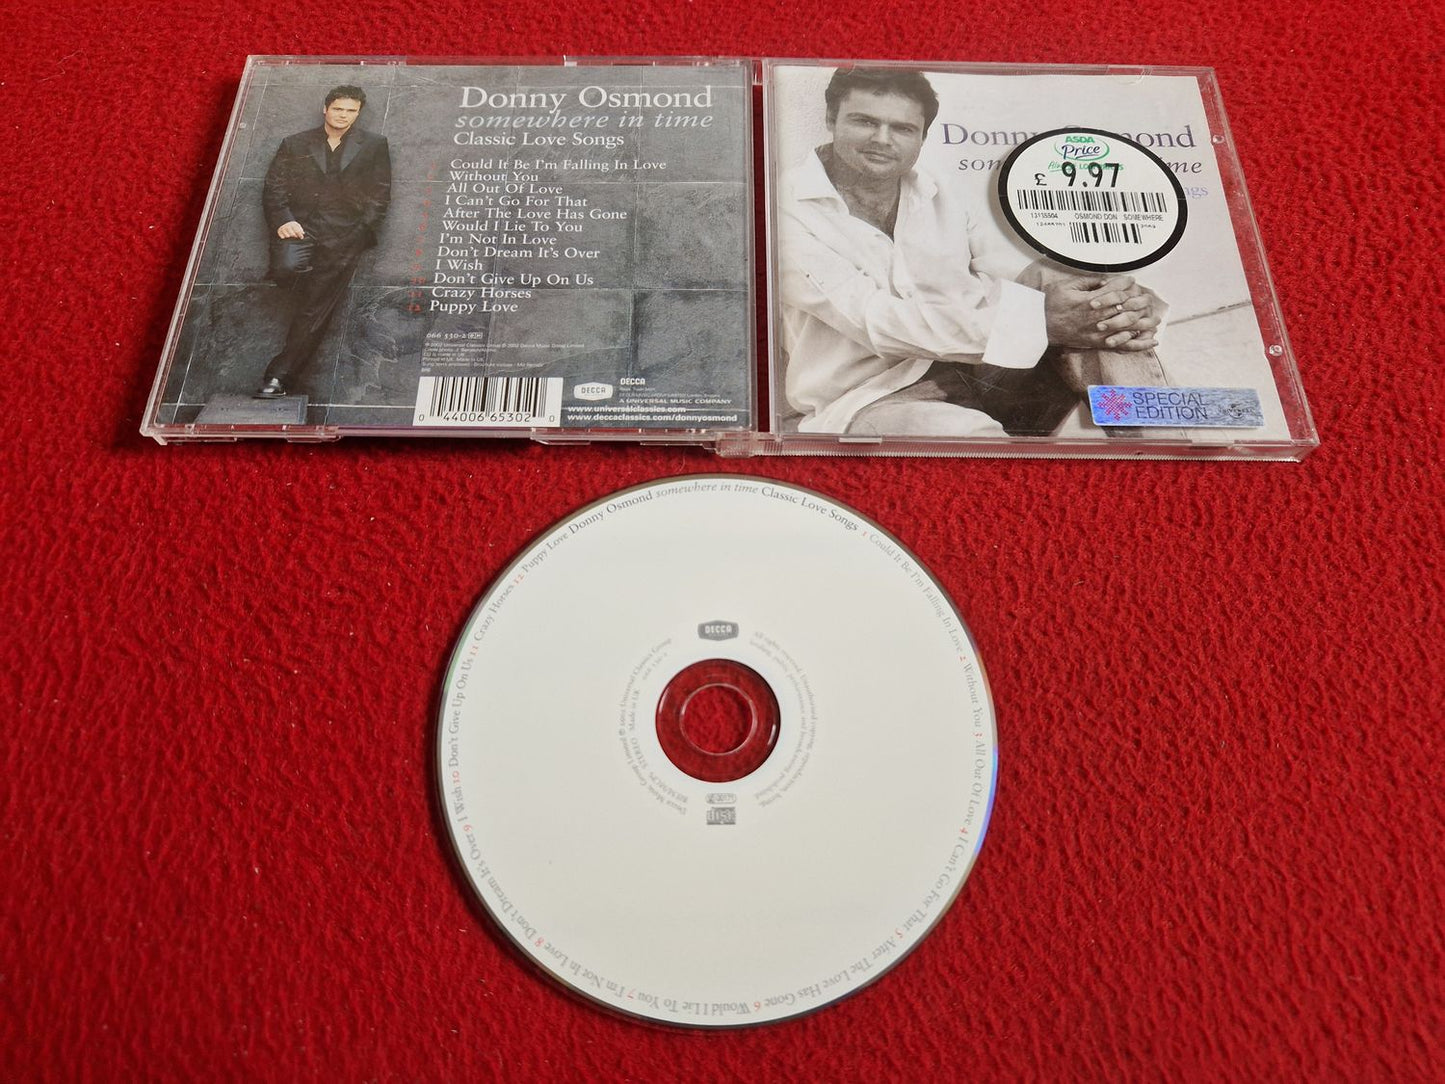 Donny Osmond
somewhere in time
Classic Love Songs
Could It Be I'm Falling In Love
Without You
All Out Of Love
I Can't Go For That
After The Love Has Gone
Would I Lie To You
I'm Not In Love
Don't Dream It's Over
I Wish
Don't Give Up On Us
Crazy Horses
12 Puppy Love
066 530-2
0 44006 65302 0
DECCA
DECCA
A UNIVERSAL MUSIC COMPANY
www.universalclassics.com
www.deccaclassics.com/donnyosmond
Donny Osmond
time
ngs
ASDA
Price
£ 9.97
13155504 OSMOND DON SOMEWHERE
SPECIAL
EDITION
Donny Osmond somewhere in time Classic Love Songs 1 Could It Be I'm Falling In Love 2 Without You 3 All Out Of Love 4 I Can't Go For That 5 After The Love Has Gone 6 Would I Lie To You 7 I'm Not In Love 8 Don't Dream It's Over 9 I Wish 10 Don't Give Up On Us 11 Crazy Horses 12 Puppy Love
DECCA